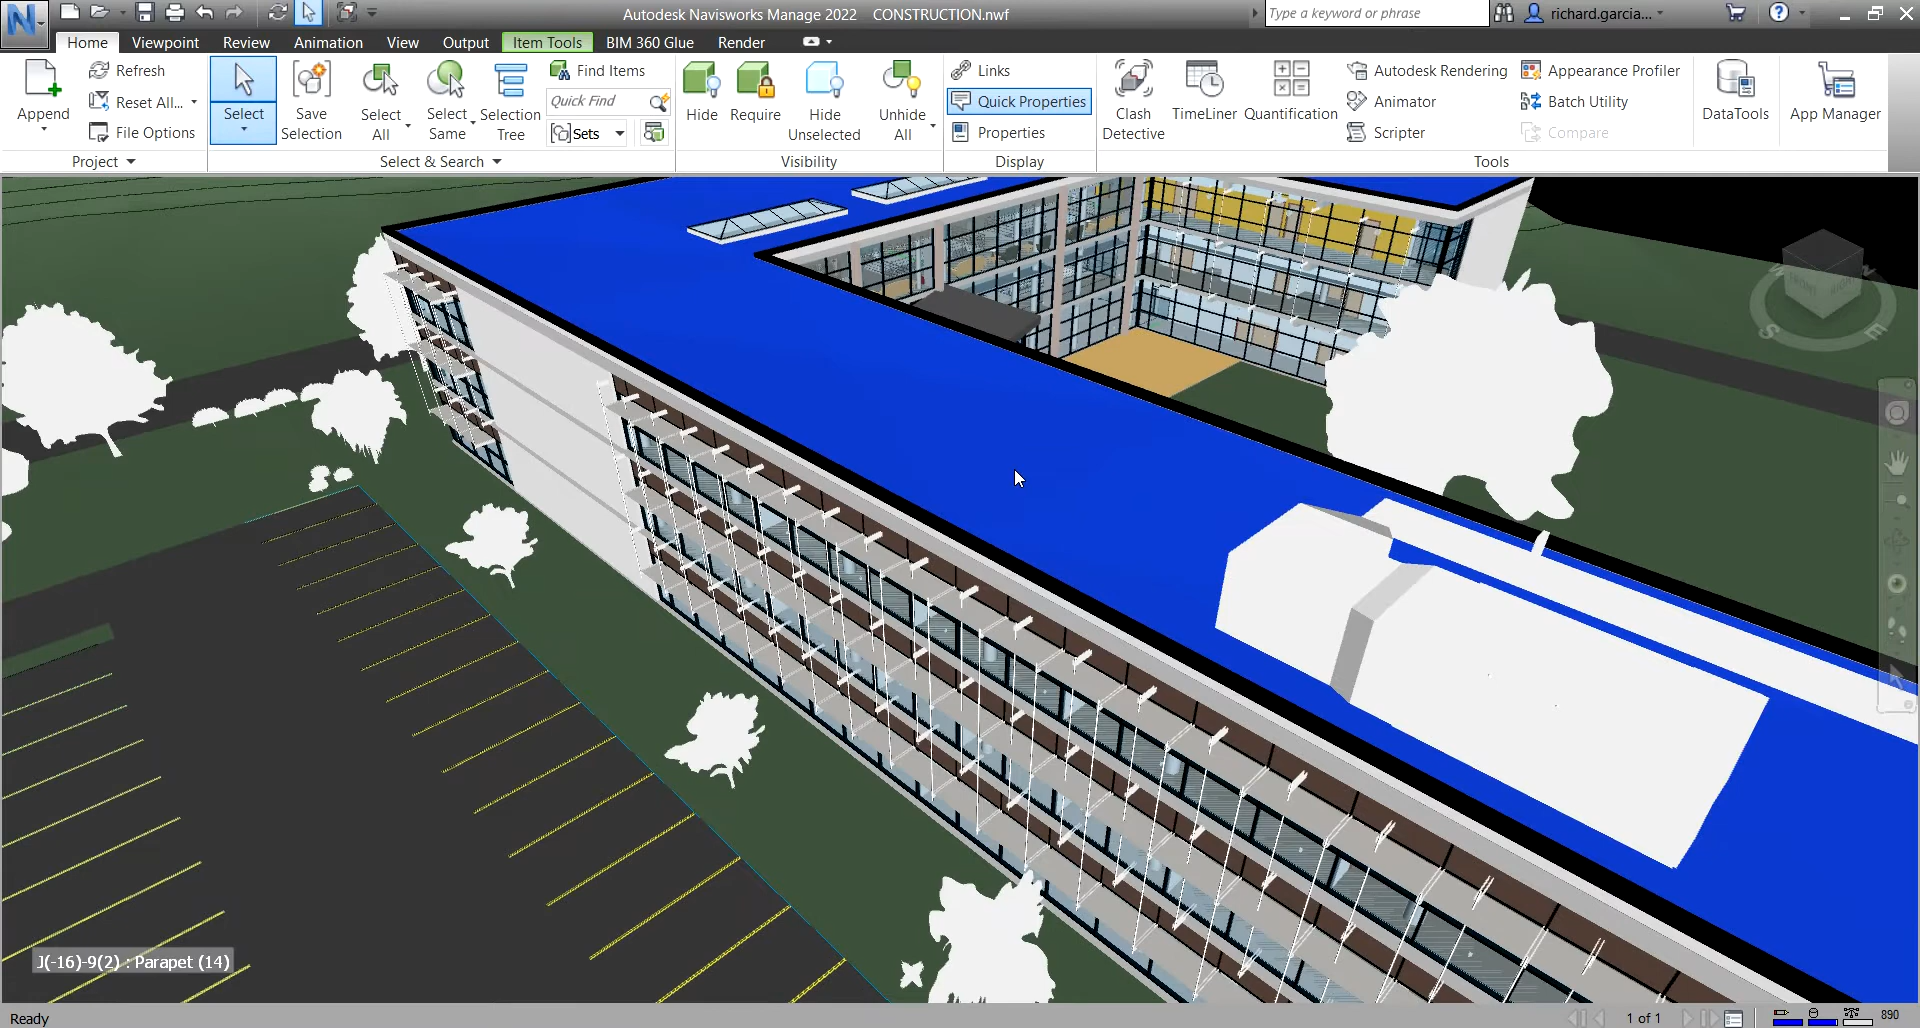 Autodesk Navisworks Manage 2022 CONSTRUCTION.nwf
Type a keyword or phrase
richard.garcia...
Home Viewpoint Review Animation View Output Item Tools BIM 360 Glue Render
Append
Refresh
Reset All...
File Options
Project
Select
Save Selection
Select All
Select Same
Selection Tree
Find Items
Quick Find
Sets
Select & Search
Hide
Require
Hide Unselected
Unhide All
Visibility
Links
Quick Properties
Properties
Display
Clash Detective
TimeLiner
Quantification
Autodesk Rendering
Animator
Scripter
Appearance Profiler
Batch Utility
Compare
Tools
DataTools
App Manager
S
E
J(-16)-9(2) : Parapet (14)
Ready
1 of 1
890